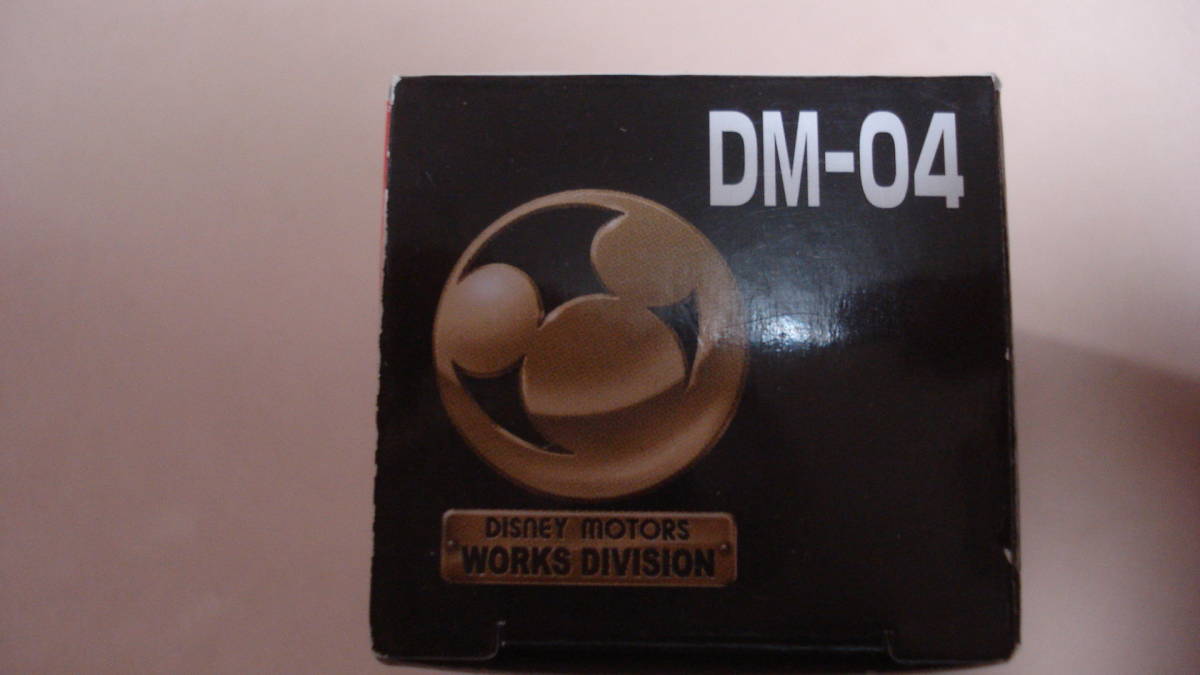 DM-04
DISNEY MOTORS
WORKS DIVISION